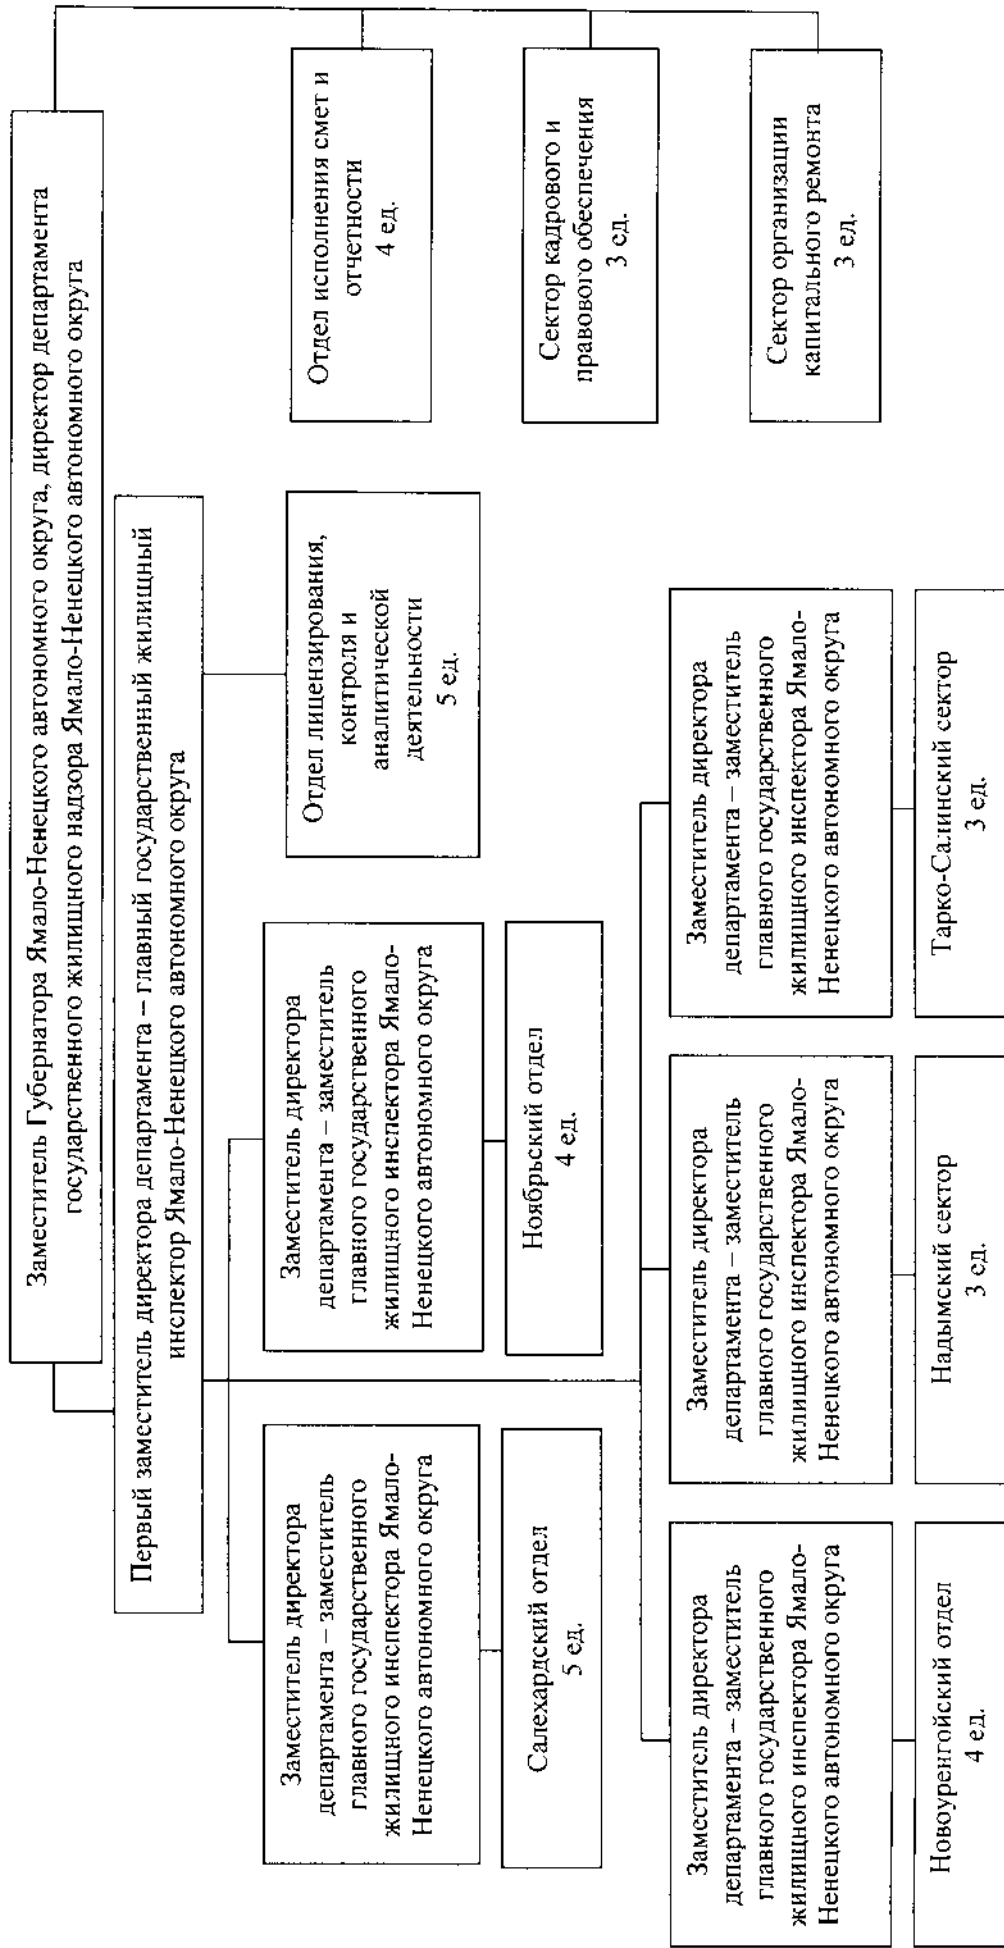 Заместитель Губернатора Ямало-Ненецкого автономного округа, директор департамента
государственного жилищного надзора Ямало-Ненецкого автономного округа
Первый заместитель директора департамента – главный государственный жилищный
инспектор Ямало-Ненецкого автономного округа
Заместитель директора
департамента – заместитель
главного государственного
жилищного инспектора Ямало-
Ненецкого автономного округа
Салехардский отдел
5 ед.
Заместитель директора
департамента – заместитель
главного государственного
жилищного инспектора Ямало-
Ненецкого автономного округа
Ноябрьский отдел
4 ед.
Отдел лицензирования,
контроля и
аналитической
деятельности
5 ед.
Отдел исполнения смет и
отчетности
4 ед.
Сектор кадрового и
правового обеспечения
3 ед.
Сектор организации
капитального ремонта
3 ед.
Заместитель директора
департамента – заместитель
главного государственного
жилищного инспектора Ямало-
Ненецкого автономного округа
Новоуренгойский отдел
4 ед.
Заместитель директора
департамента – заместитель
главного государственного
жилищного инспектора Ямало-
Ненецкого автономного округа
Надымский сектор
3 ед.
Заместитель директора
департамента – заместитель
главного государственного
жилищного инспектора Ямало-
Ненецкого автономного округа
Тарко-Салинский сектор
3 ед.